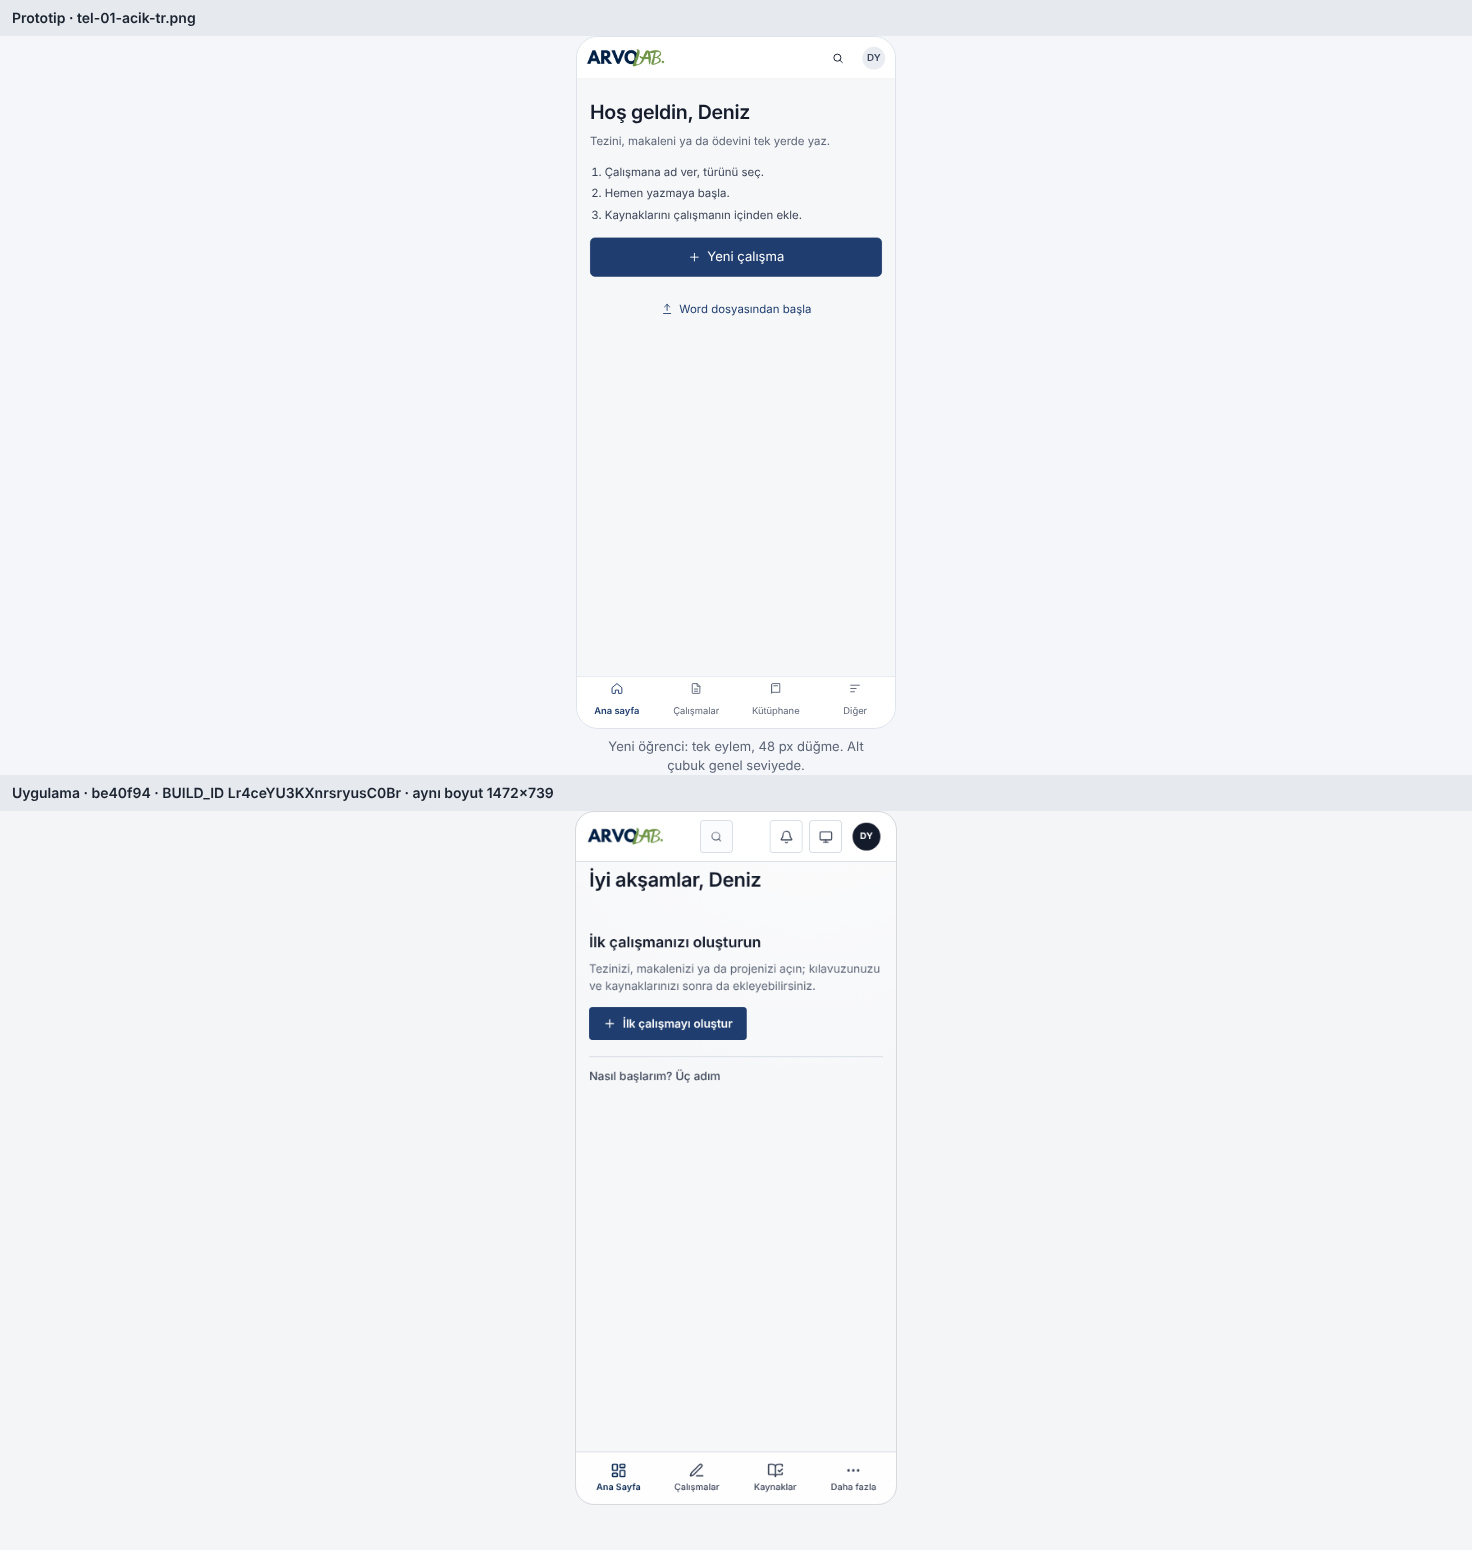 Prototip · tel-01-acik-tr.png
ARVOLAB.
DY
Hoş geldin, Deniz
Tezini, makaleni ya da ödevini tek yerde yaz.
1. Çalışmana ad ver, türünü seç.
2. Hemen yazmaya başla.
3. Kaynaklarını çalışmanın içinden ekle.
+ Yeni çalışma
Word dosyasından başla
Ana sayfa Çalışmalar Kütüphane Diğer
Yeni öğrenci: tek eylem, 48 px düğme. Alt
çubuk genel seviyede.
Uygulama · be40f94 · BUILD_ID Lr4ceYU3KXnrsryusC0Br · aynı boyut 1472×739
ARVOLAB.
DY
İyi akşamlar, Deniz
İlk çalışmanızı oluşturun
Tezinizi, makalenizi ya da projenizi açın; kılavuzunuzu
ve kaynaklarınızı sonra da ekleyebilirsiniz.
+ İlk çalışmayı oluştur
Nasıl başlarım? Üç adım
Ana Sayfa Çalışmalar Kaynaklar Daha fazla